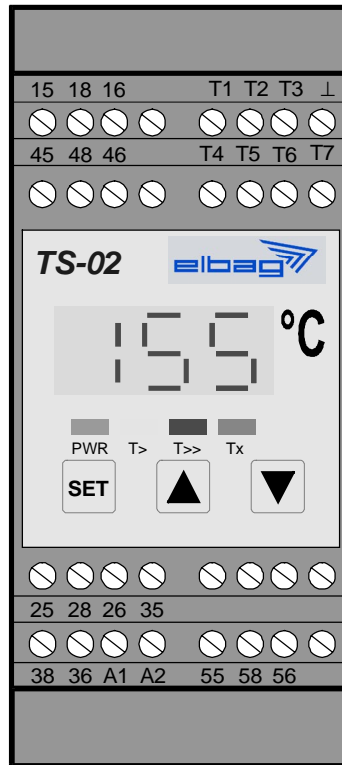 15 18 16 T1 T2 T3 ⊥
45 48 46 T4 T5 T6 T7
TS-02 elbag
155 °C
PWR T> T>> Tx
SET
25 28 26 35
38 36 A1 A2 55 58 56